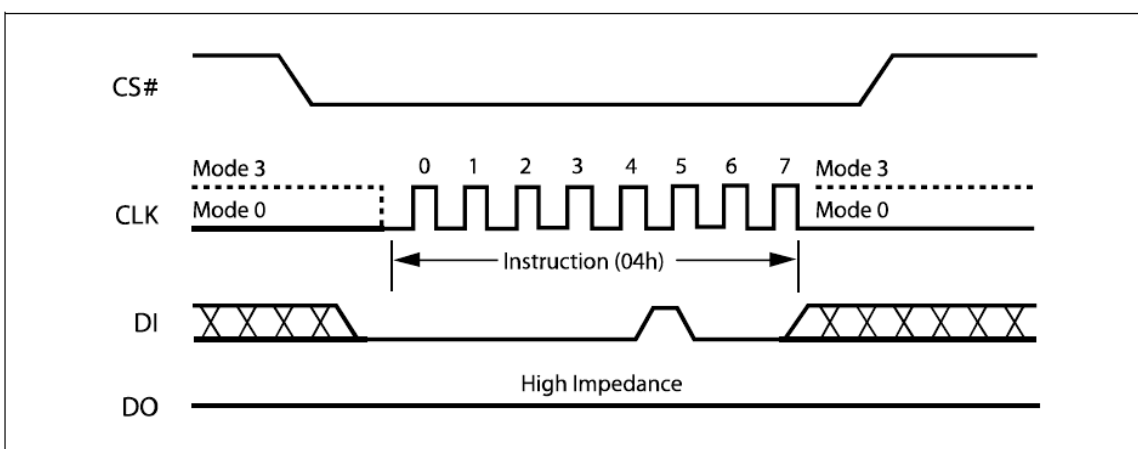 CS#
Mode 3
0 1 2 3 4 5 6 7
Mode 3
CLK
Mode 0
Mode 0
Instruction (04h)
DI
High Impedance
DO